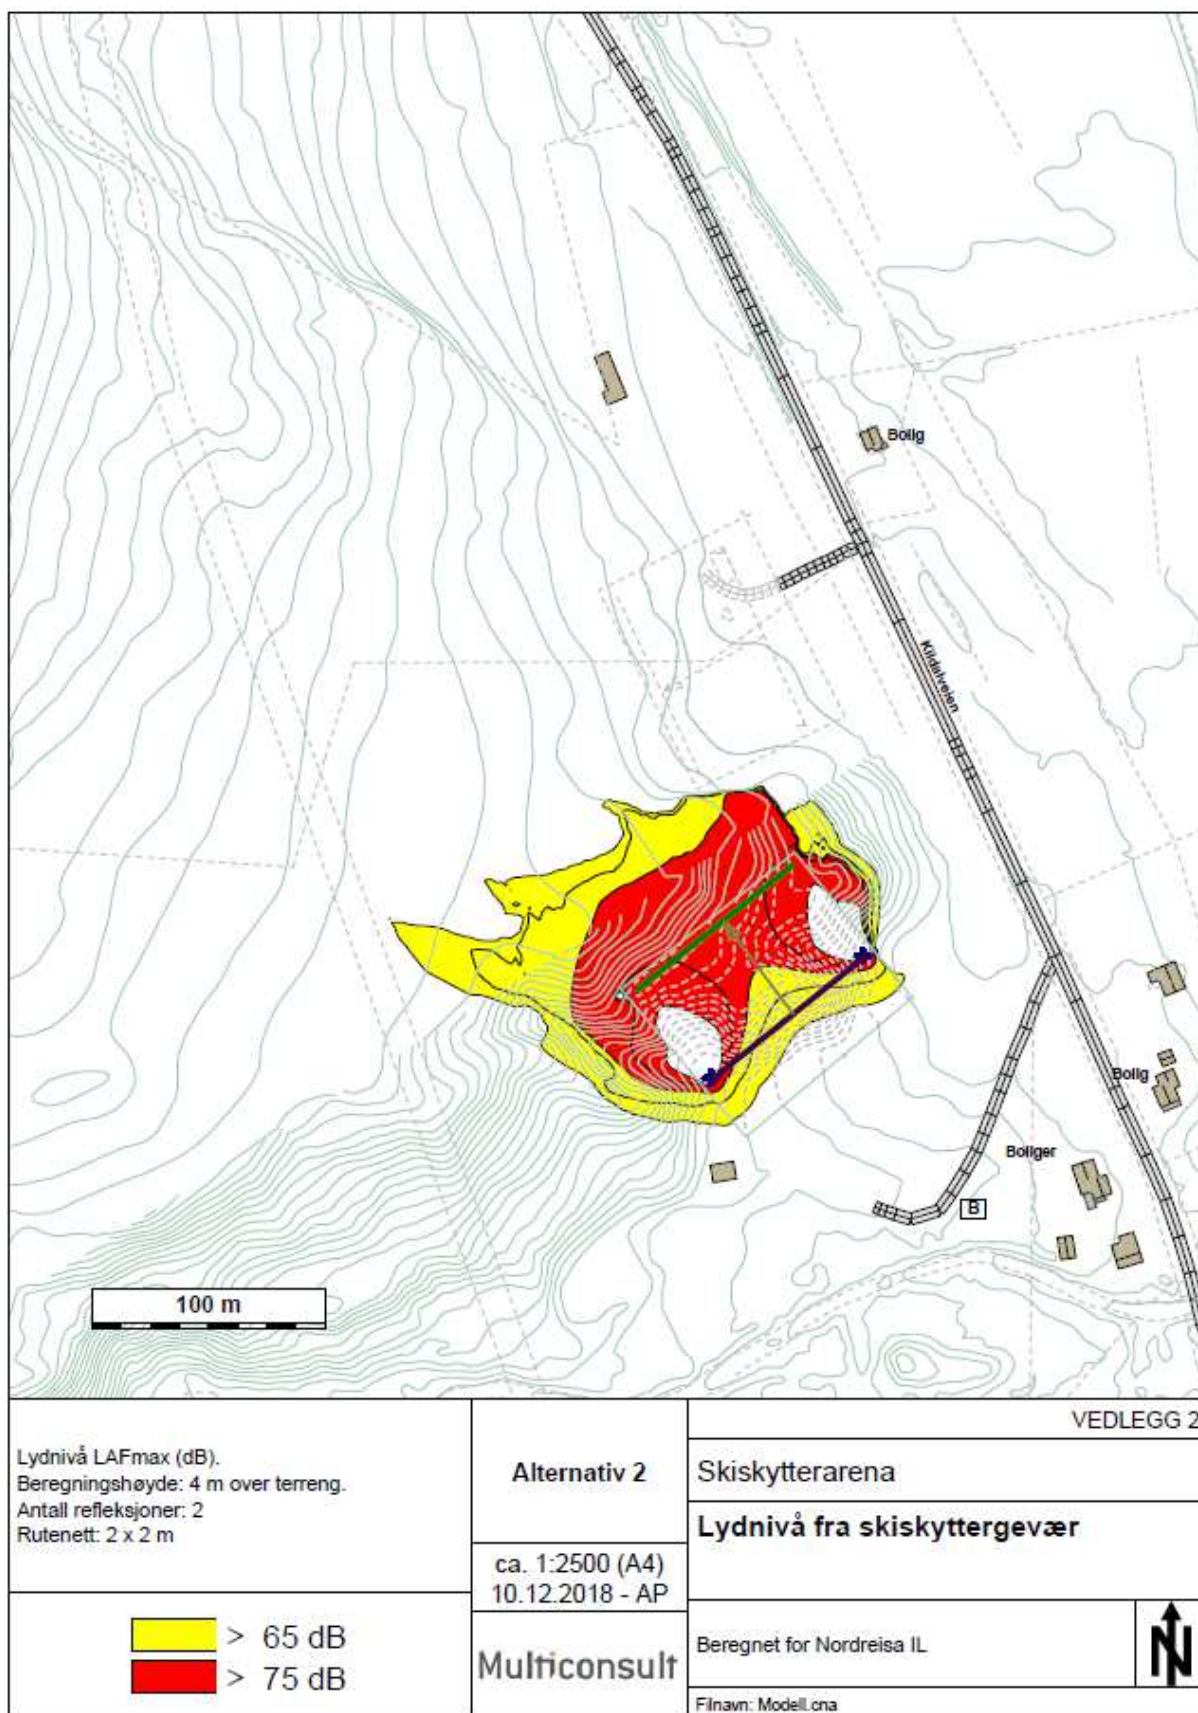 Bolig
Kildalveien
Bolig
Boliger
B
100 m
Lydnivå LAFmax (dB).
Beregningshøyde: 4 m over terreng.
Antall refleksjoner: 2
Rutenett: 2 x 2 m
> 65 dB
> 75 dB
Alternativ 2
ca. 1:2500 (A4)
10.12.2018 - AP
Multiconsult
VEDLEGG 2
Skiskytterarena
Lydnivå fra skiskyttergevær
Beregnet for Nordreisa IL
N
Filnavn: Modell.cna